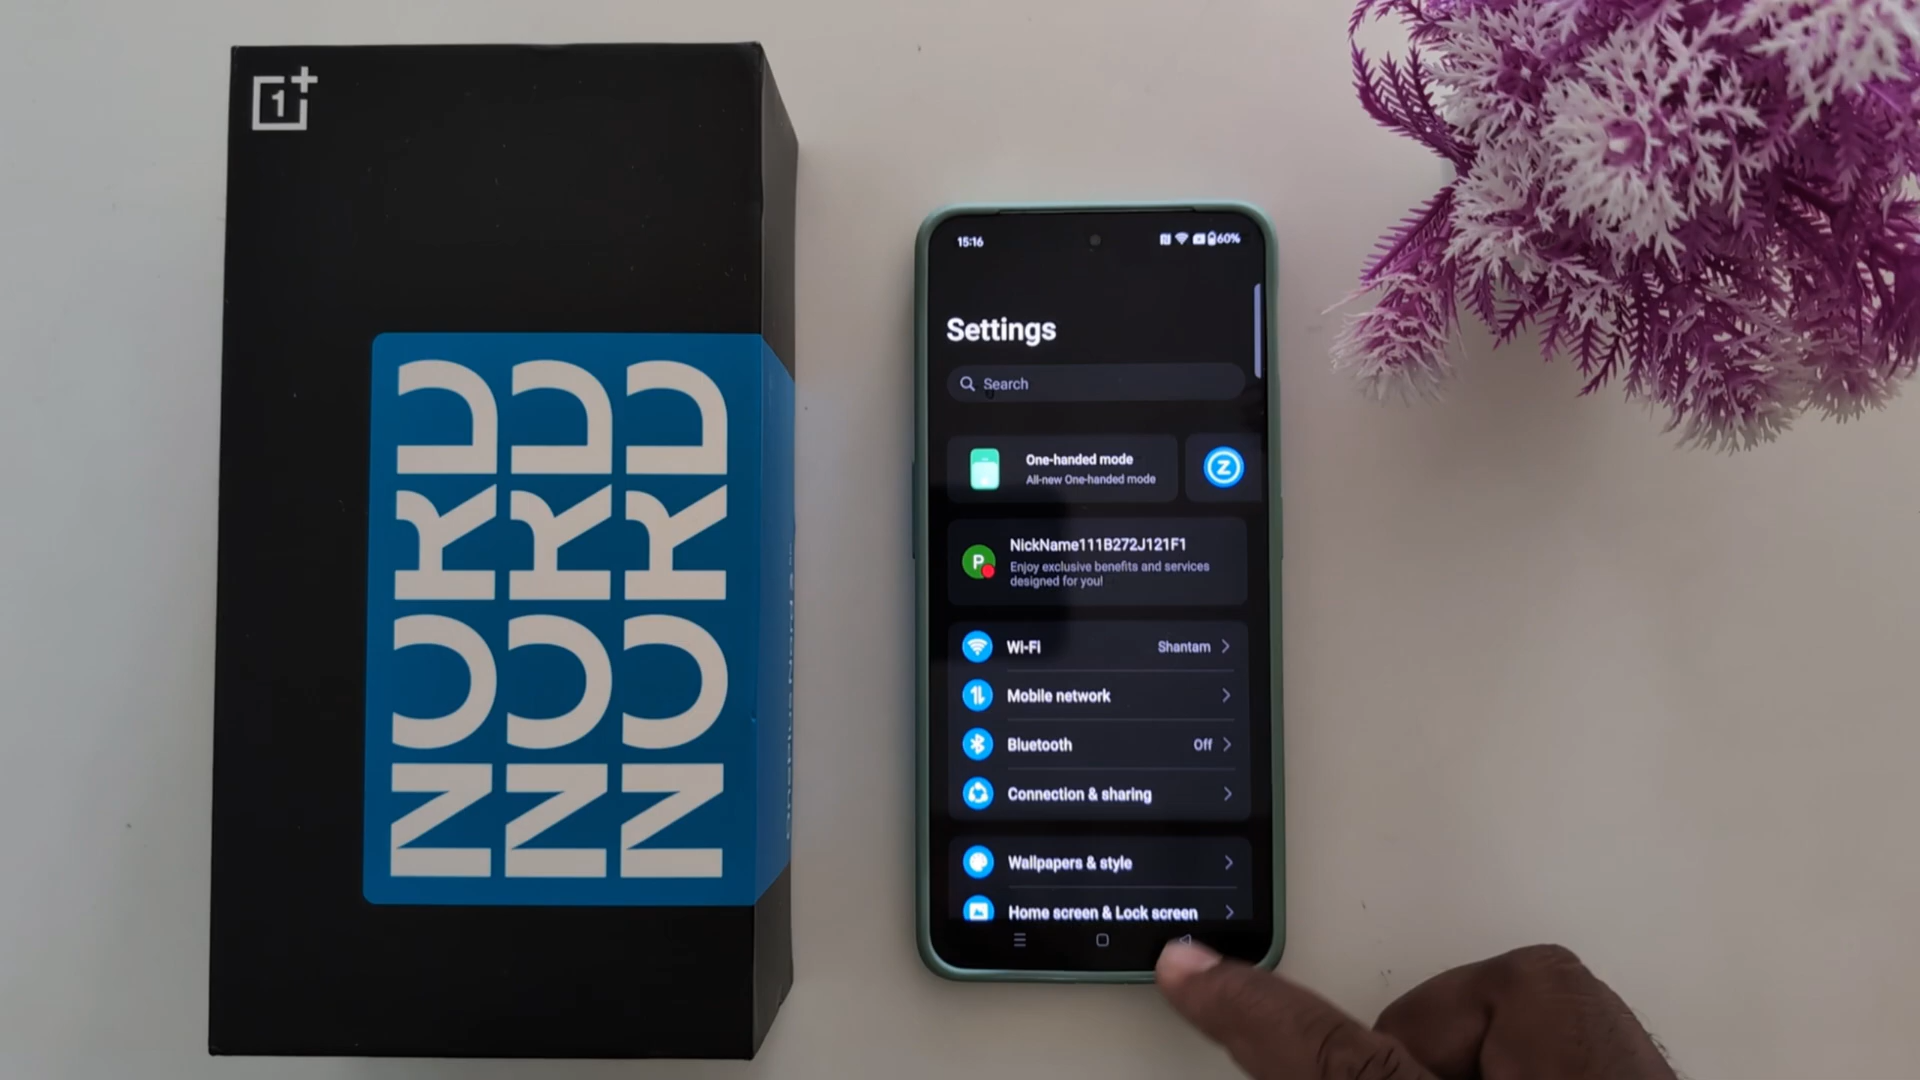 1+
NORD
NORD
NORD
15:16
60%
Settings
Search
One-handed mode
All-new One-handed mode
Z
P
NickName111B272J121F1
Enjoy exclusive benefits and services
designed for you!
Wi-Fi
Shantam
Mobile network
Bluetooth
Off
Connection & sharing
Wallpapers & style
Home screen & Lock screen